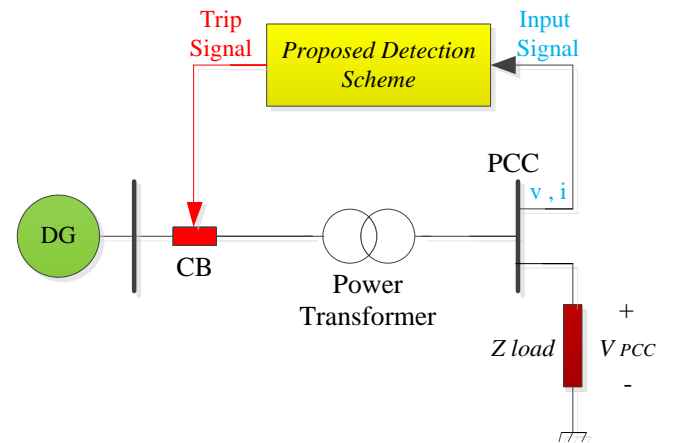 Trip
Signal
Proposed Detection
Scheme
Input
Signal
PCC
v , i
DG
CB
Power
Transformer
Z load
+
V PCC
-